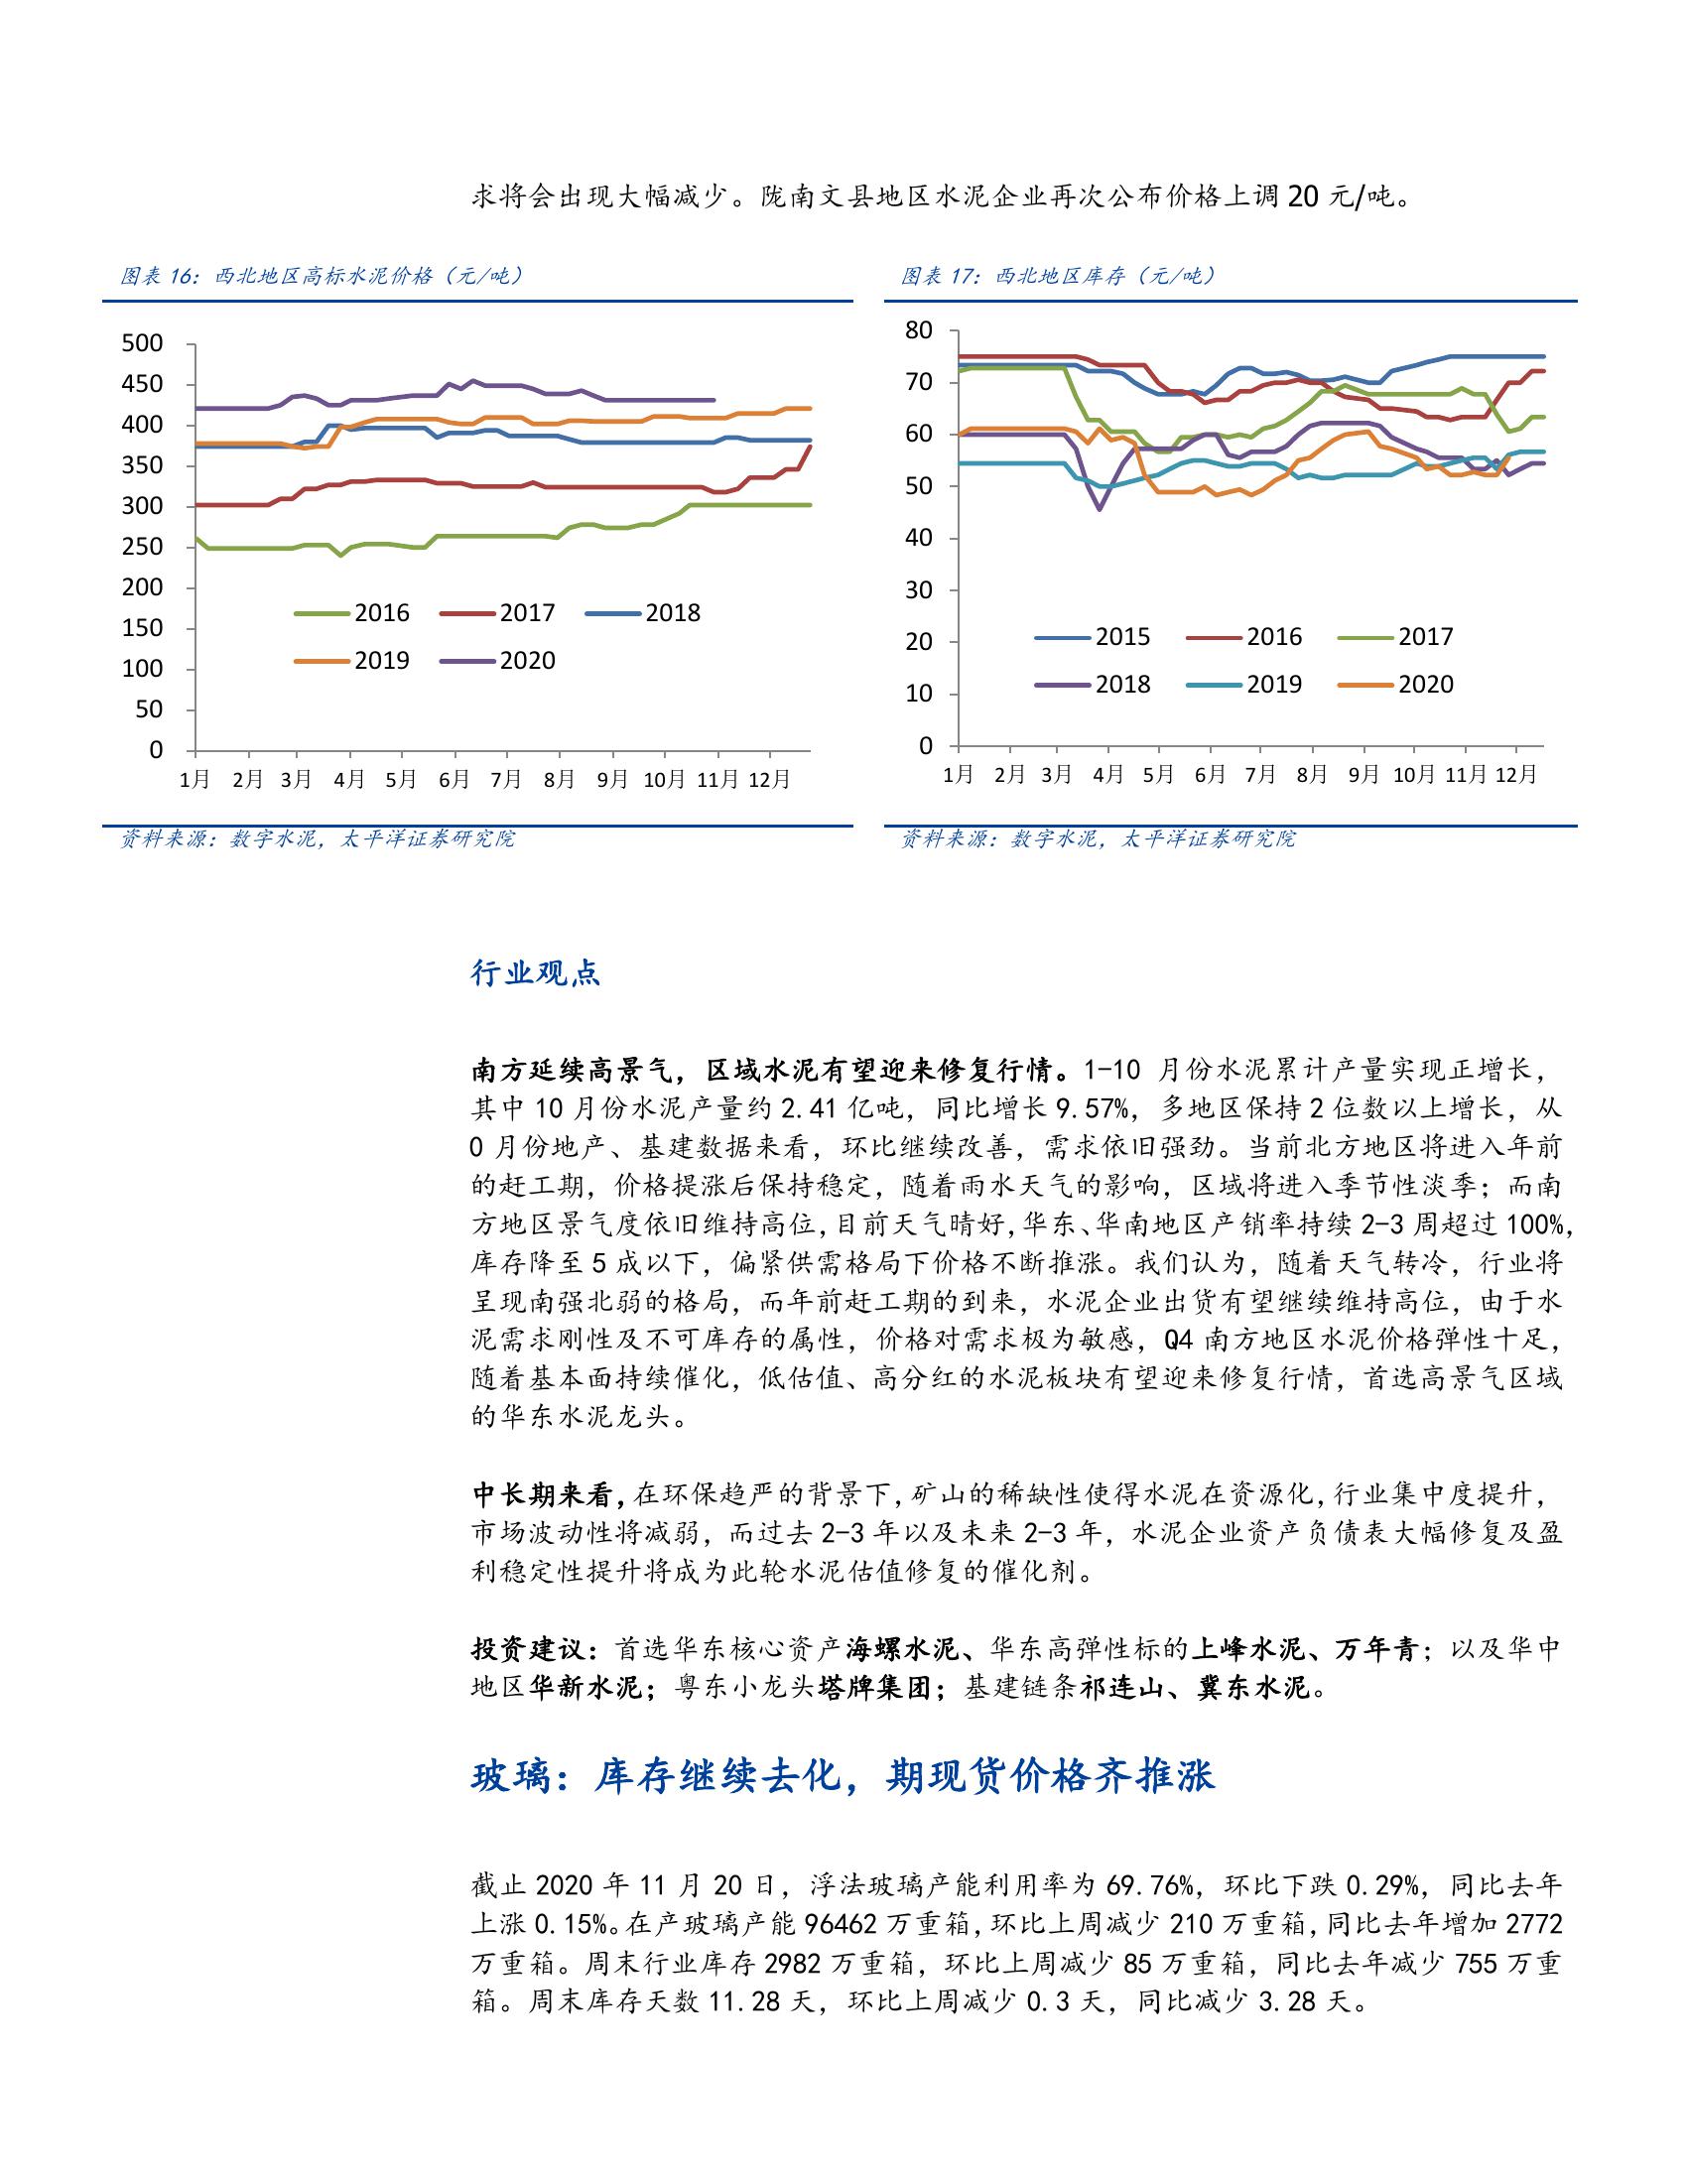 求将会出现大幅减少。陇南文县地区水泥企业再次公布价格上调 20 元/吨。
图表 16：西北地区高标水泥价格（元/吨）
500
450
400
350
300
250
200
150
100
50
0
2016 2017 2018
2019 2020
1月 2月 3月 4月 5月 6月 7月 8月 9月 10月 11月 12月
资料来源：数字水泥，太平洋证券研究院
图表 17：西北地区库存（元/吨）
80
70
60
50
40
30
20
10
0
2015 2016 2017
2018 2019 2020
1月 2月 3月 4月 5月 6月 7月 8月 9月 10月 11月 12月
资料来源：数字水泥，太平洋证券研究院
行业观点
南方延续高景气，区域水泥有望迎来修复行情。1-10 月份水泥累计产量实现正增长，
其中 10 月份水泥产量约 2.41 亿吨，同比增长 9.57%，多地区保持 2 位数以上增长，从
0 月份地产、基建数据来看，环比继续改善，需求依旧强劲。当前北方地区将进入年前
的赶工期，价格提涨后保持稳定，随着雨水天气的影响，区域将进入季节性淡季；而南
方地区景气度依旧维持高位，目前天气晴好，华东、华南地区产销率持续 2-3 周超过 100%，
库存降至 5 成以下，偏紧供需格局下价格不断推涨。我们认为，随着天气转冷，行业将
呈现南强北弱的格局，而年前赶工期的到来，水泥企业出货有望继续维持高位，由于水
泥需求刚性及不可库存的属性，价格对需求极为敏感，Q4 南方地区水泥价格弹性十足，
随着基本面持续催化，低估值、高分红的水泥板块有望迎来修复行情，首选高景气区域
的华东水泥龙头。
中长期来看，在环保趋严的背景下，矿山的稀缺性使得水泥在资源化，行业集中度提升，
市场波动性将减弱，而过去 2-3 年以及未来 2-3 年，水泥企业资产负债表大幅修复及盈
利稳定性提升将成为此轮水泥估值修复的催化剂。
投资建议：首选华东核心资产海螺水泥、华东高弹性标的上峰水泥、万年青；以及华中
地区华新水泥；粤东小龙头塔牌集团；基建链条祁连山、冀东水泥。
玻璃：库存继续去化，期现货价格齐推涨
截止 2020 年 11 月 20 日，浮法玻璃产能利用率为 69.76%，环比下跌 0.29%，同比去年
上涨 0.15%。在产玻璃产能 96462 万重箱，环比上周减少 210 万重箱，同比去年增加 2772
万重箱。周末行业库存 2982 万重箱，环比上周减少 85 万重箱，同比去年减少 755 万重
箱。周末库存天数 11.28 天，环比上周减少 0.3 天，同比减少 3.28 天。